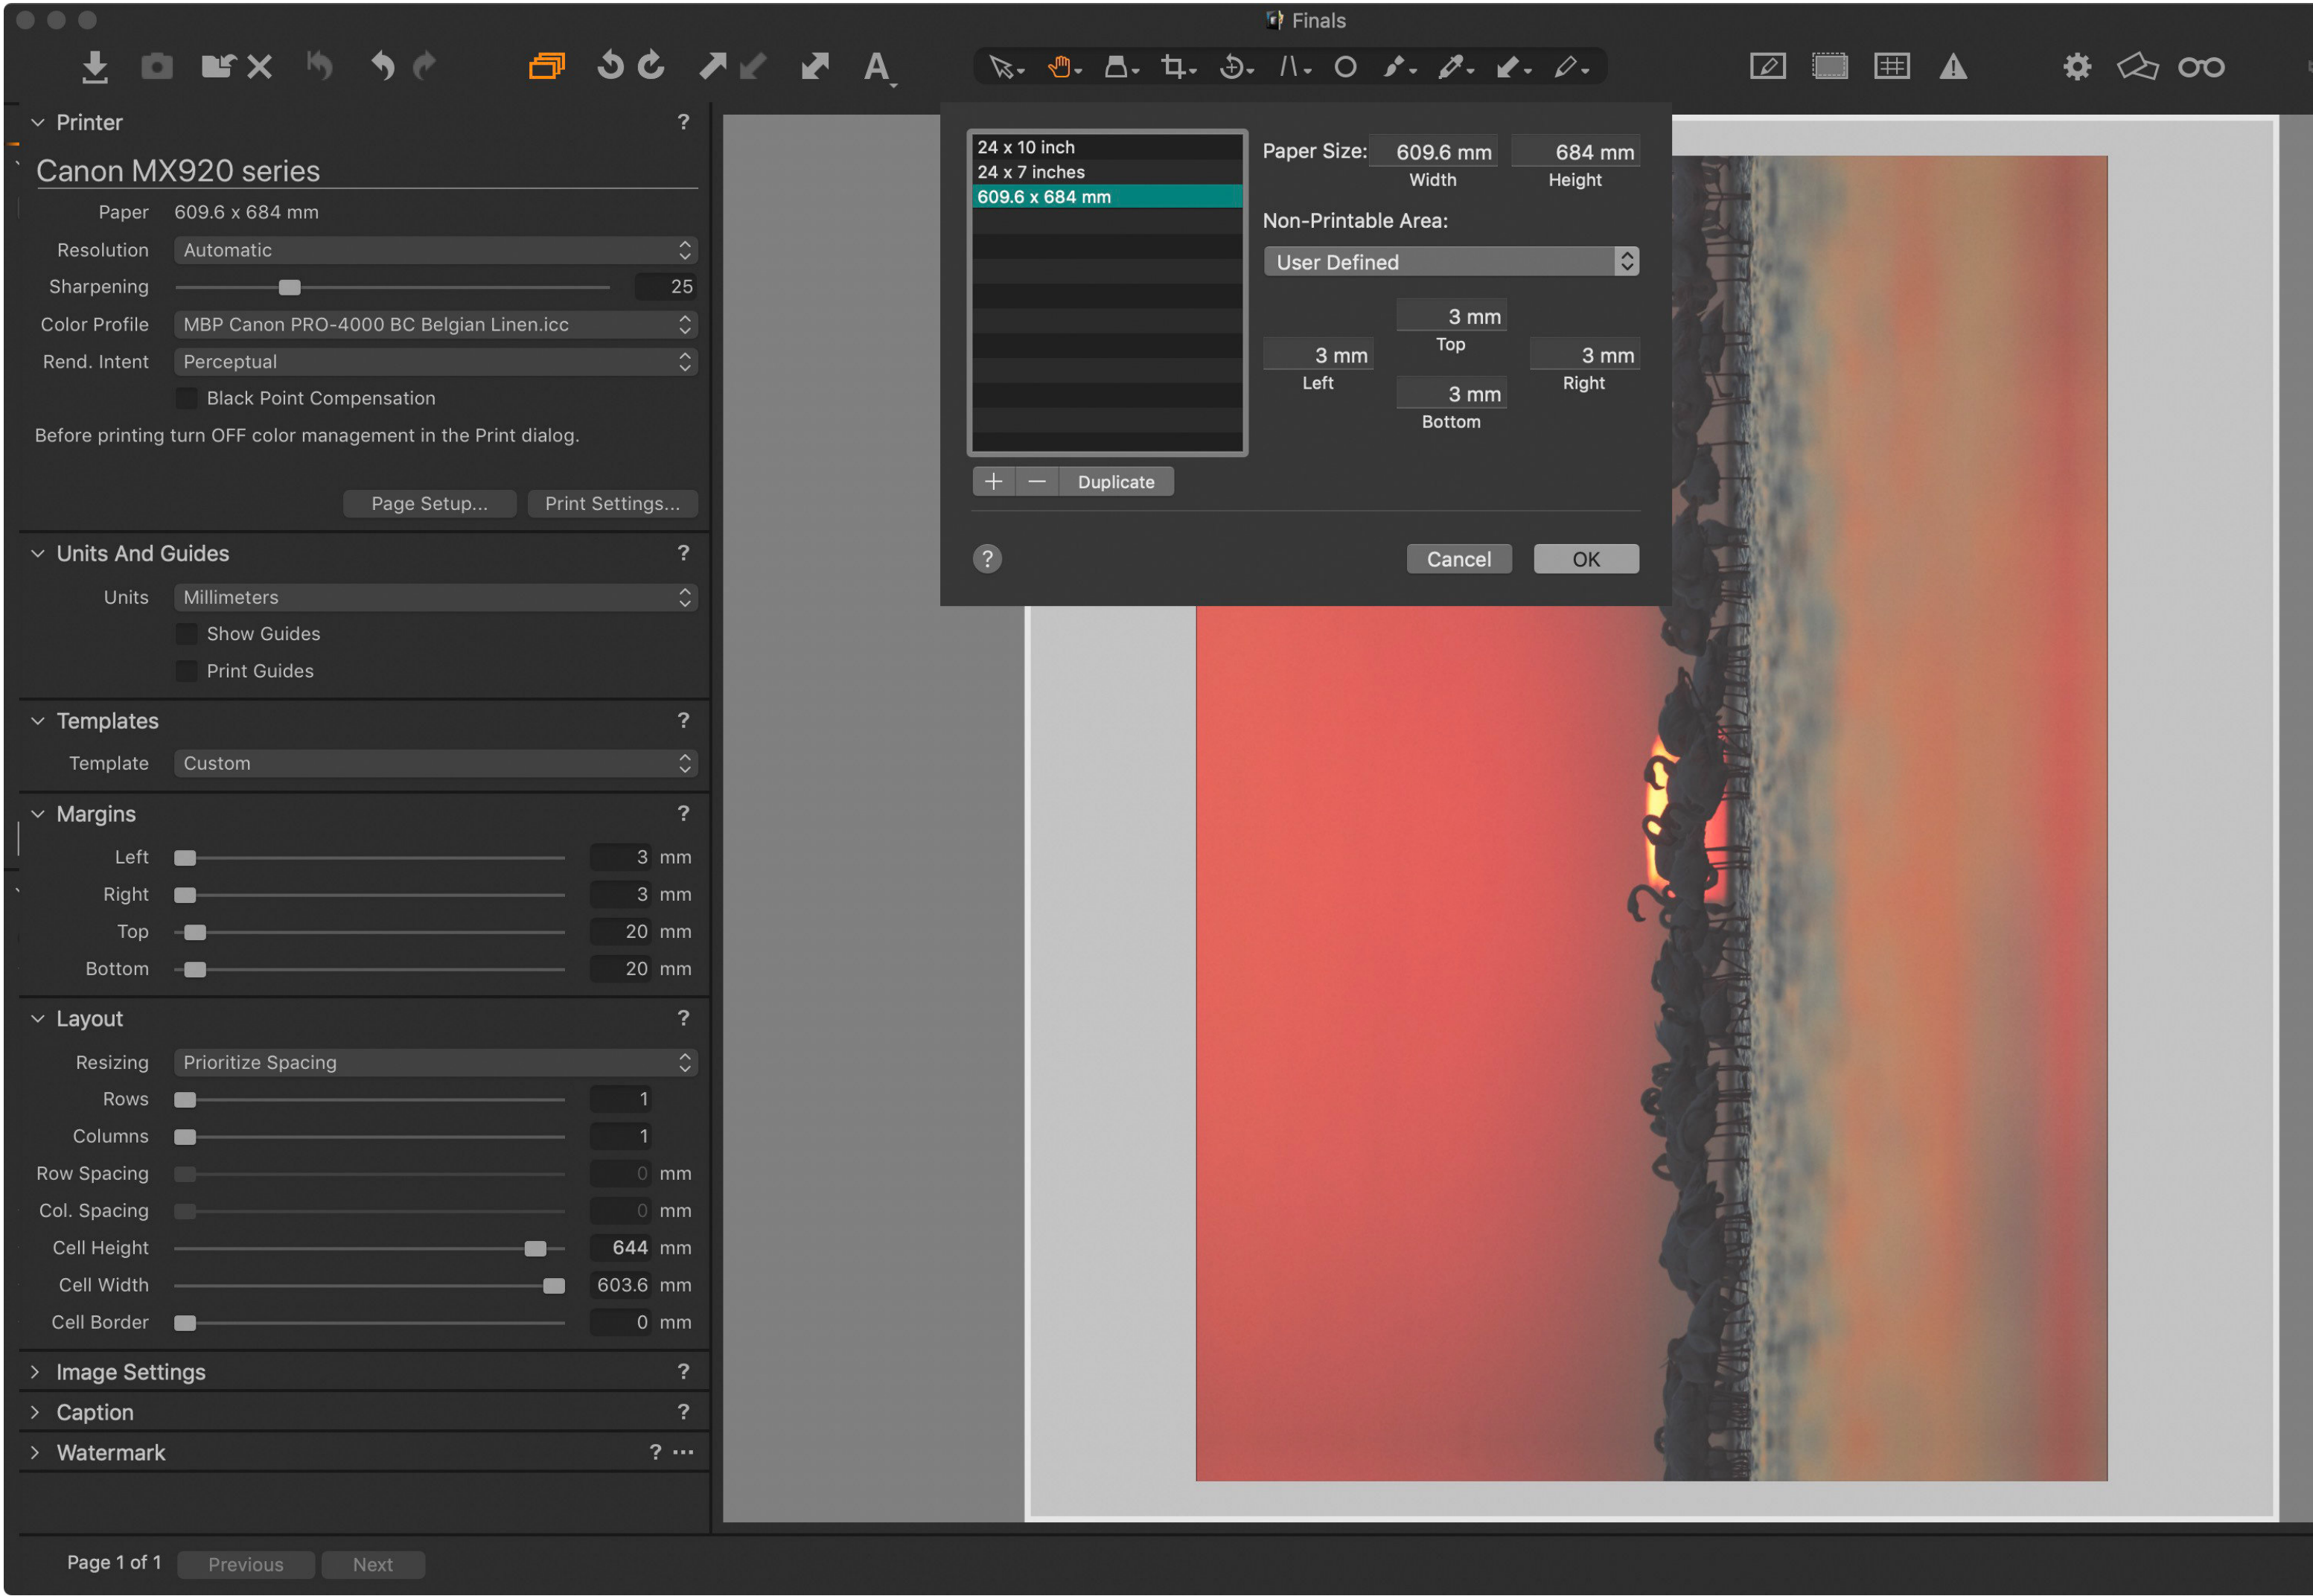 Finals
A
Printer ?
Canon MX920 series
Paper 609.6 x 684 mm
Resolution Automatic
Sharpening 25
Color Profile MBP Canon PRO-4000 BC Belgian Linen.icc
Rend. Intent Perceptual
Black Point Compensation
Before printing turn OFF color management in the Print dialog.
Page Setup... Print Settings...
Units And Guides ?
Units Millimeters
Show Guides
Print Guides
Templates ?
Template Custom
Margins ?
Left 3 mm
Right 3 mm
Top 20 mm
Bottom 20 mm
Layout ?
Resizing Prioritize Spacing
Rows 1
Columns 1
Row Spacing 0 mm
Col. Spacing 0 mm
Cell Height 644 mm
Cell Width 603.6 mm
Cell Border 0 mm
Image Settings ?
Caption ?
Watermark ? ...
Page 1 of 1 Previous Next
24 x 10 inch
24 x 7 inches
609.6 x 684 mm
+ − Duplicate
Paper Size: 609.6 mm 684 mm
Width Height
Non-Printable Area:
User Defined
3 mm
Top
3 mm 3 mm
Left Right
3 mm
Bottom
? Cancel OK